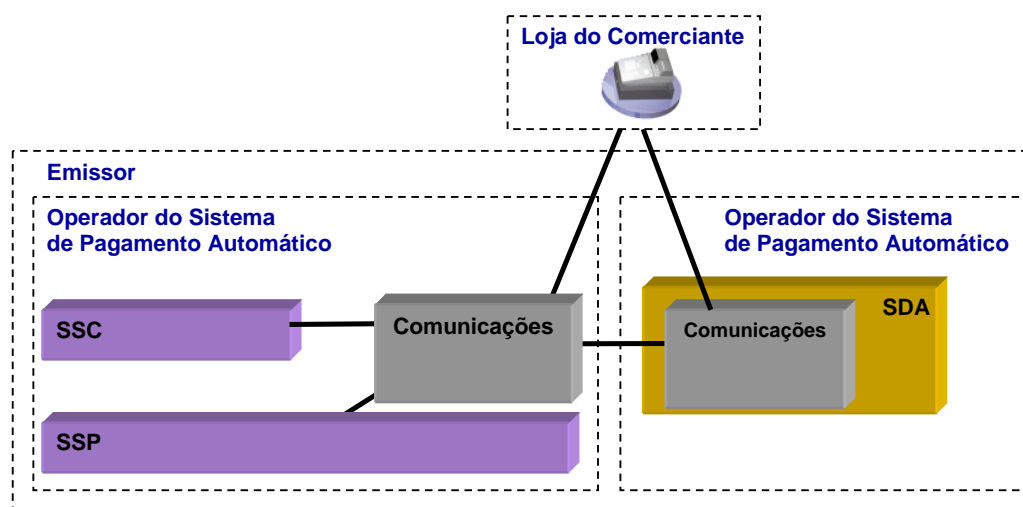 Loja do Comerciante
Emissor
Operador do Sistema
de Pagamento Automático
Operador do Sistema
de Pagamento Automático
SSC
Comunicações
SDA
Comunicações
SSP